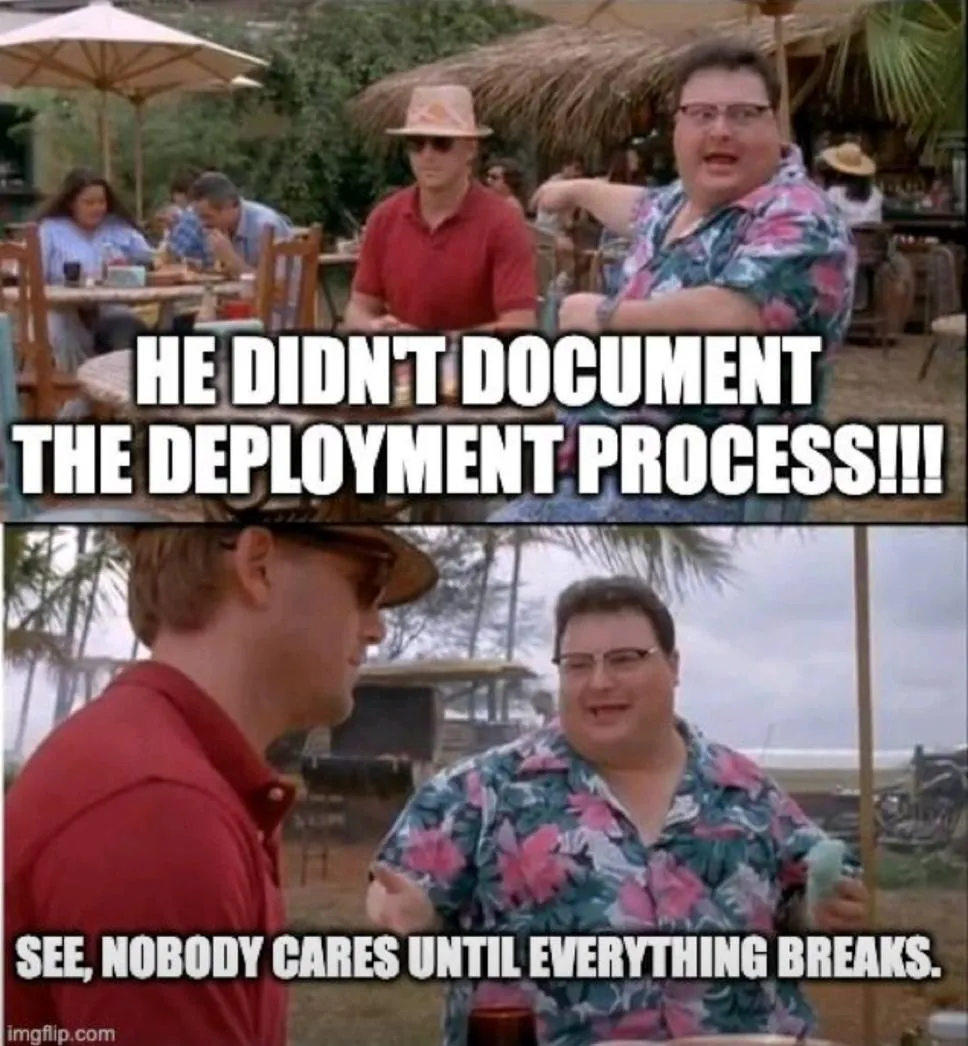 HE DIDN'T DOCUMENT
THE DEPLOYMENT PROCESS!!!
SEE, NOBODY CARES UNTIL EVERYTHING BREAKS.
imgflip.com